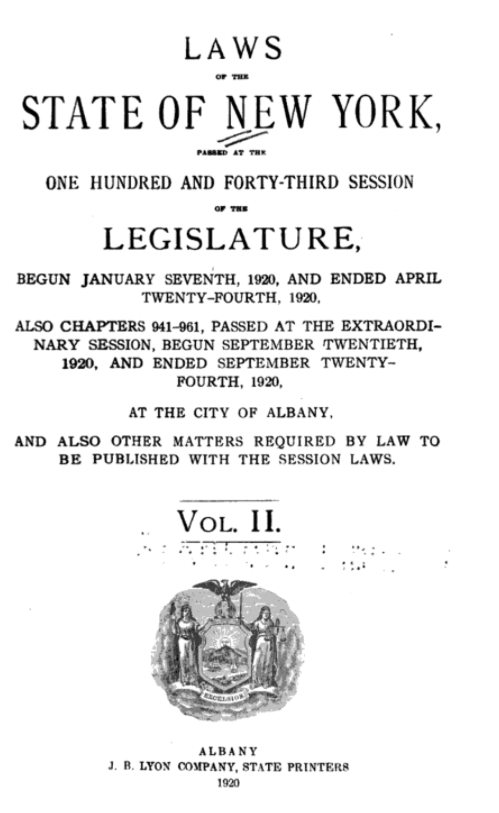 LAWS
OF THE
STATE OF NEW YORK,
PASSED AT THE
ONE HUNDRED AND FORTY-THIRD SESSION
OF THE
LEGISLATURE,
BEGUN JANUARY SEVENTH, 1920, AND ENDED APRIL
TWENTY-FOURTH, 1920,
ALSO CHAPTERS 941-961, PASSED AT THE EXTRAORDI-
NARY SESSION, BEGUN SEPTEMBER TWENTIETH,
1920, AND ENDED SEPTEMBER TWENTY-
FOURTH, 1920,
AT THE CITY OF ALBANY,
AND ALSO OTHER MATTERS REQUIRED BY LAW TO
BE PUBLISHED WITH THE SESSION LAWS.
VOL. II.
EXCELSIOR
ALBANY
J. B. LYON COMPANY, STATE PRINTERS
1920